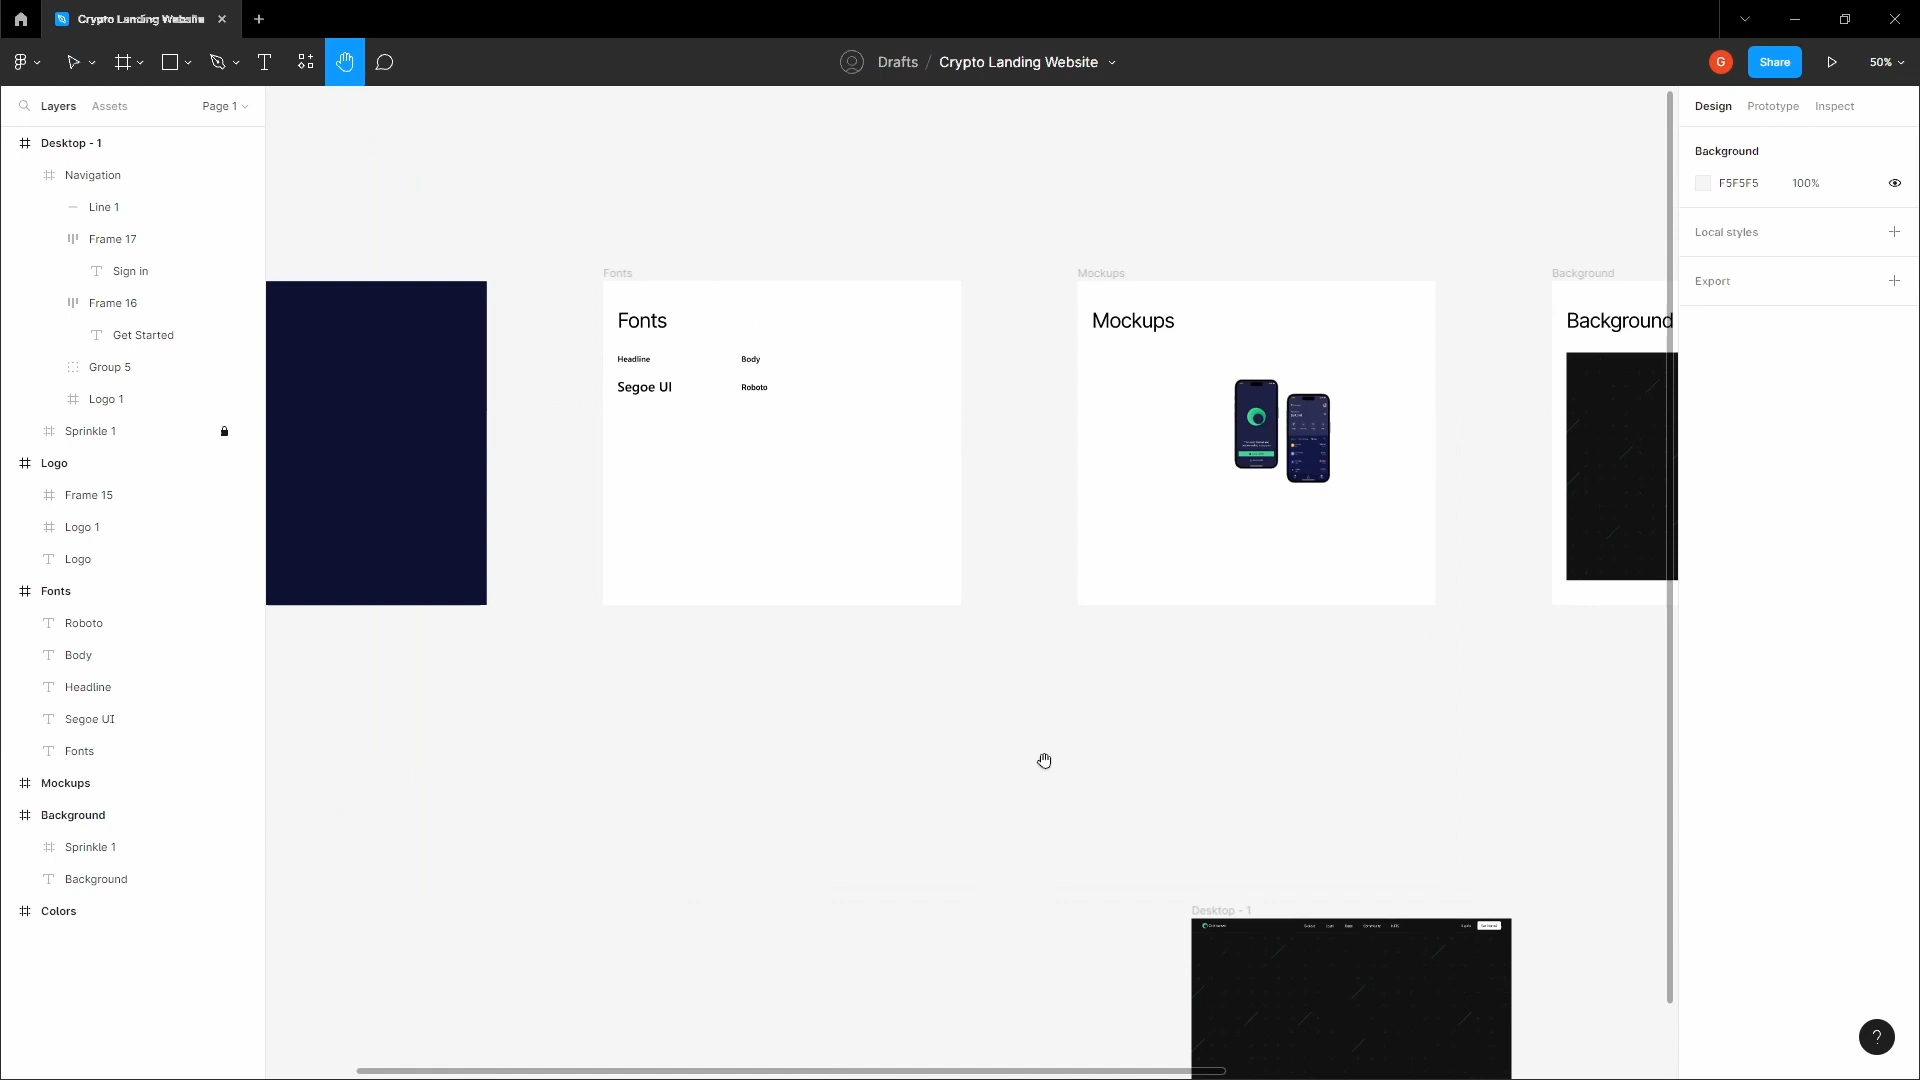 Crypto Landing Website
Drafts / Crypto Landing Website
G
Share
50%
Layers
Assets
Page 1
Design
Prototype
Inspect
Desktop - 1
Navigation
Line 1
Frame 17
Sign in
Frame 16
Get Started
Group 5
Logo 1
Sprinkle 1
Logo
Frame 15
Logo 1
Logo
Fonts
Roboto
Body
Headline
Segoe UI
Fonts
Mockups
Background
Sprinkle 1
Background
Colors
Fonts
Fonts
Headline
Body
Segoe UI
Roboto
Mockups
Mockups
Background
Background
Desktop - 1
Background
F5F5F5
100%
Local styles
Export
?